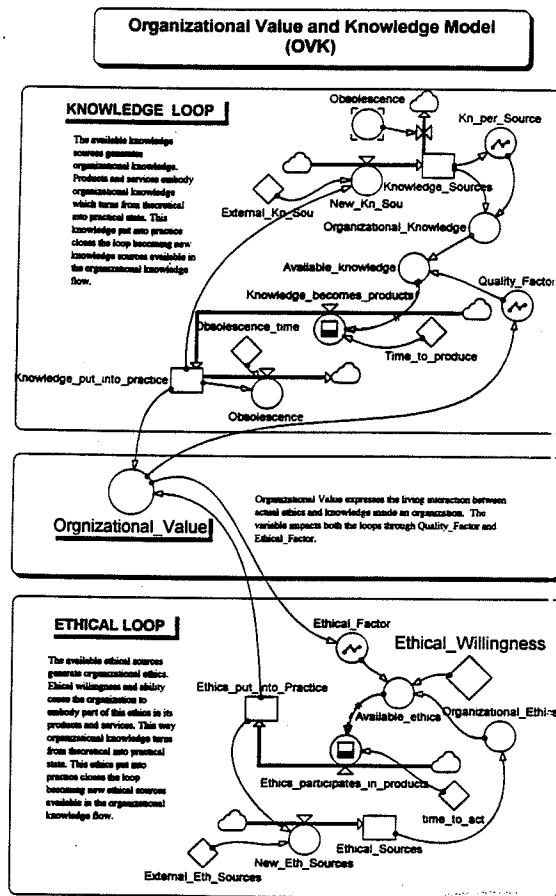 Organizational Value and Knowledge Model
(OVK)
KNOWLEDGE LOOP
The available knowledge
sources generates
organizational knowledge.
Products and services embody
organizational knowledge
which turns from theoretical
into practical state. This
knowledge put into practice
closes the loop becoming new
knowledge sources available in
the organizational knowledge
flow.
Obsolescence
Kn_per_Source
Knowledge_Sources
New_Kn_Sou
External_Kn_Sou
Organizational_Knowledge
Available_knowledge
Quality_Factor
Knowledge_becomes_products
Obsolescence_time
Time_to_produce
Knowledge_put_into_practice
Obsolescence
Orgnizational_Value
Organizational Value expresses the living interaction between
actual ethics and knowledge inside an organization. The
variable impacts both the loops through Quality_Factor and
Ethical_Factor.
ETHICAL LOOP
The available ethical sources
generate organizational ethics.
Ehical willingness and ability
cause the organization to
embody part of this ethics in its
products and services. This way
organizational knowledge turns
from theoretical into practical
state. This ethics put into
practice closes the loop
becoming new ethical sources
available in the organizational
knowledge flow.
Ethical_Factor
Ethical_Willingness
Ethics_put_into_Practice
Available_ethics
Organizational_Ethics
Ethics_participates_in_products
time_to_act
Ethical_Sources
New_Eth_Sources
External_Eth_Sources